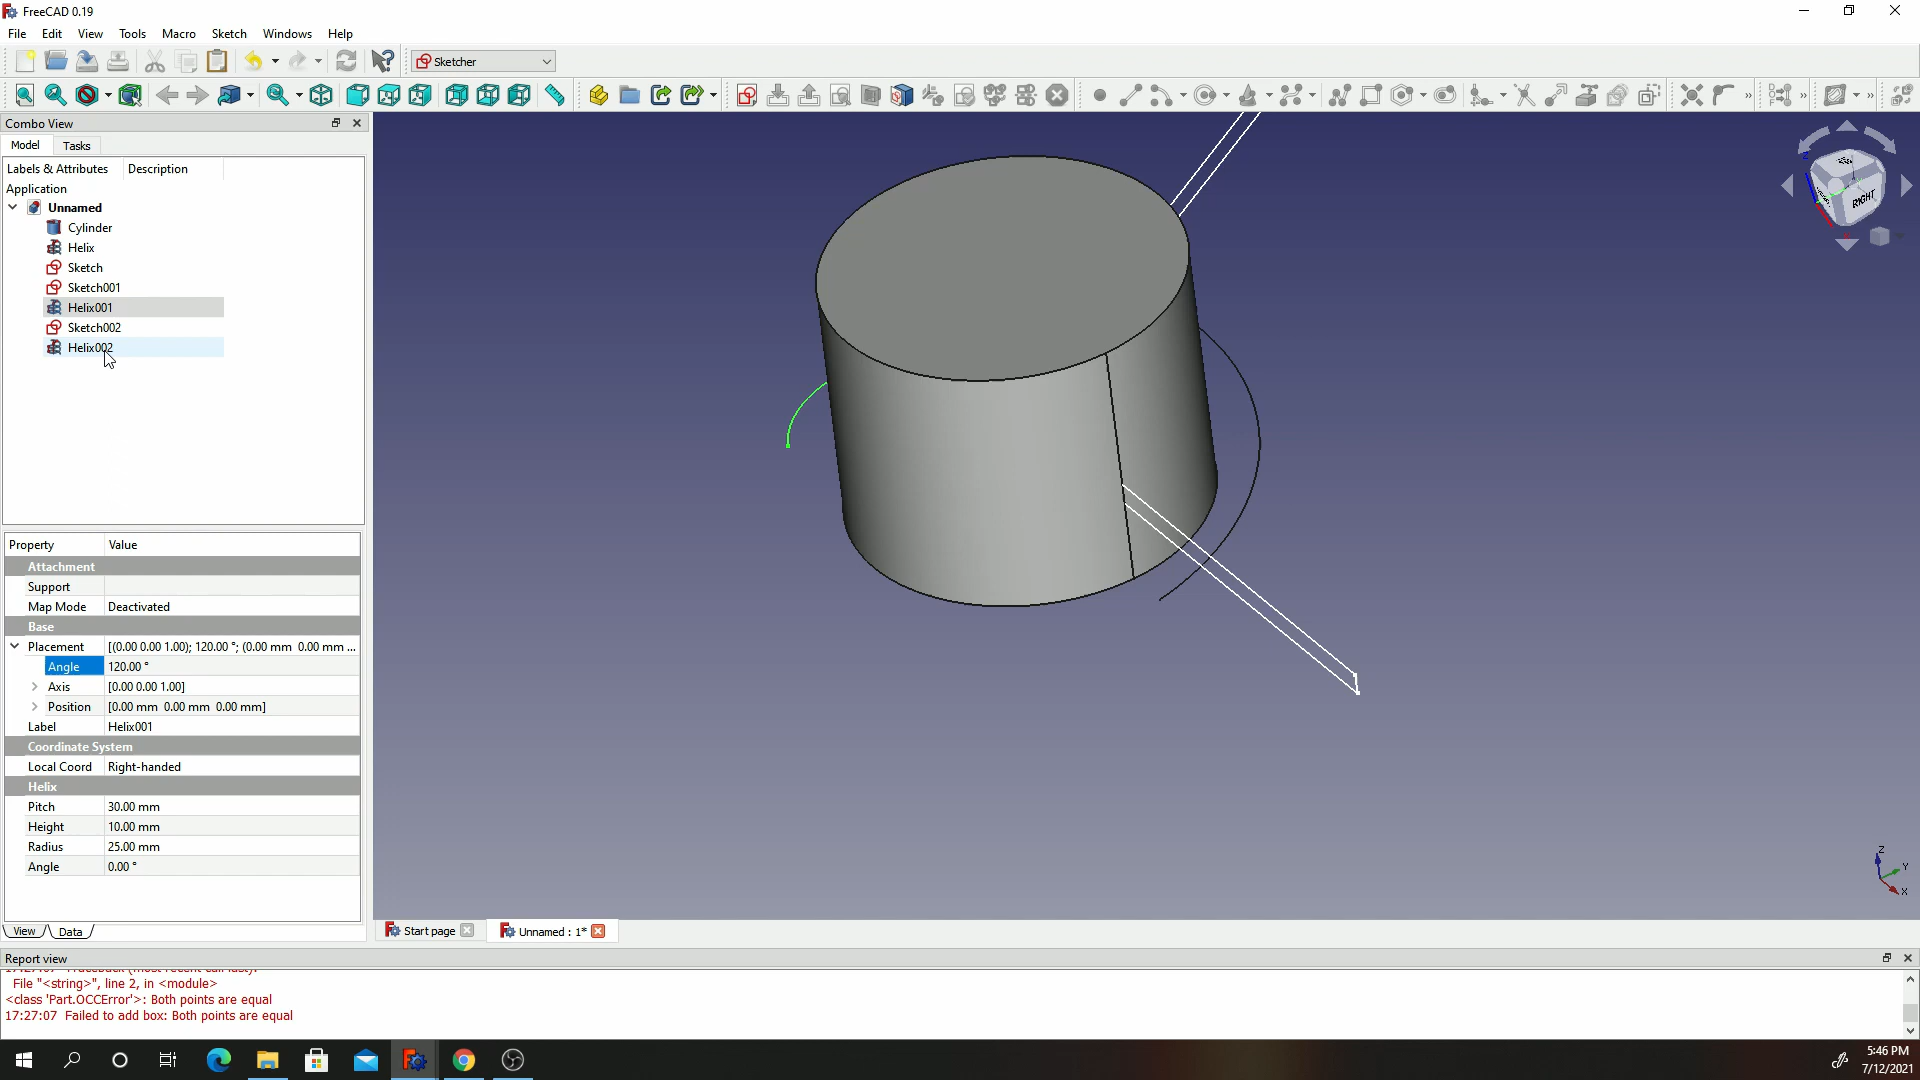 FreeCAD 0.19
File Edit View Tools Macro Sketch Windows Help
Sketcher
Combo View
Model Tasks
Labels & Attributes Description
Application
Unnamed
Cylinder
Helix
Sketch
Sketch001
Helix001
Sketch002
Helix002
Property Value
Attachment
Support
Map Mode Deactivated
Base
Placement [(0.00 0.00 1.00); 120.00 °; (0.00 mm 0.00 mm ...
Angle 120.00 °
Axis [0.00 0.00 1.00]
Position [0.00 mm 0.00 mm 0.00 mm]
Label Helix001
Coordinate System
Local Coord Right-handed
Helix
Pitch 30.00 mm
Height 10.00 mm
Radius 25.00 mm
Angle 0.00 °
View Data
RIGHT
Z
Y
X
Start page
Unnamed : 1*
Report view
File "<string>", line 2, in <module>
<class 'Part.OCCError'>: Both points are equal
17:27:07 Failed to add box: Both points are equal
5:46 PM
7/12/2021